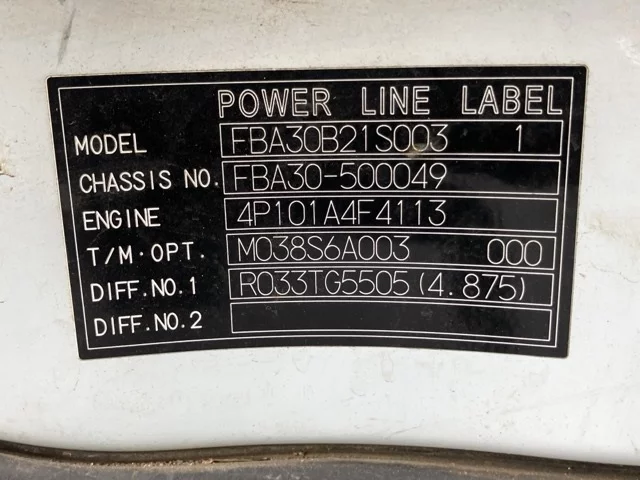 POWER LINE LABEL
MODEL FBA30B21S003 1
CHASSIS NO. FBA30-500049
ENGINE 4P101A4F4113
T/M·OPT. M038S6A003 000
DIFF.NO.1 R033TG5505(4.875)
DIFF.NO.2